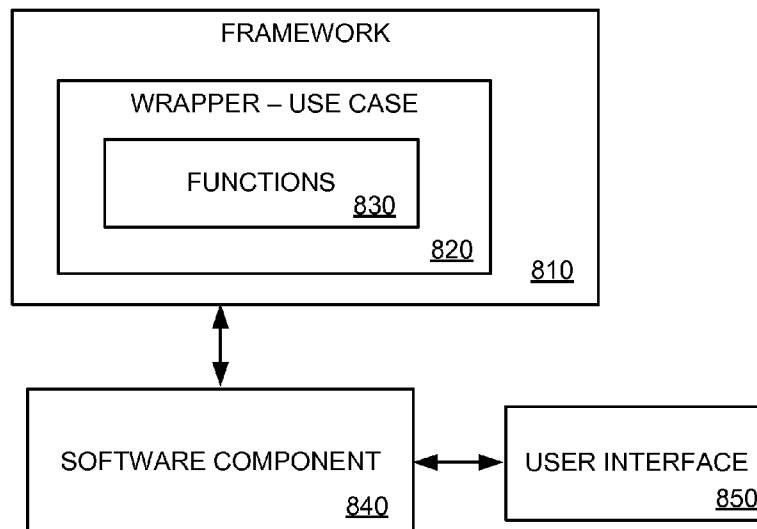 FRAMEWORK
WRAPPER – USE CASE
FUNCTIONS
830
820
810
SOFTWARE COMPONENT
840
USER INTERFACE
850